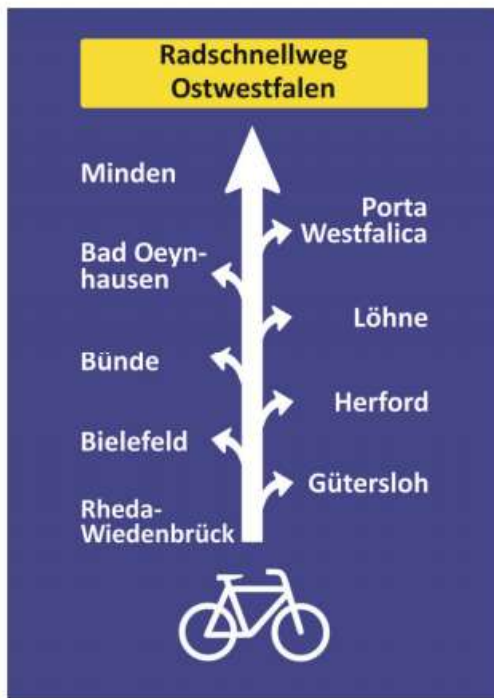 Radschnellweg
Ostwestfalen
Minden
Porta
Westfalica
Bad Oeyn-
hausen
Löhne
Bünde
Herford
Bielefeld
Gütersloh
Rheda-
Wiedenbrück